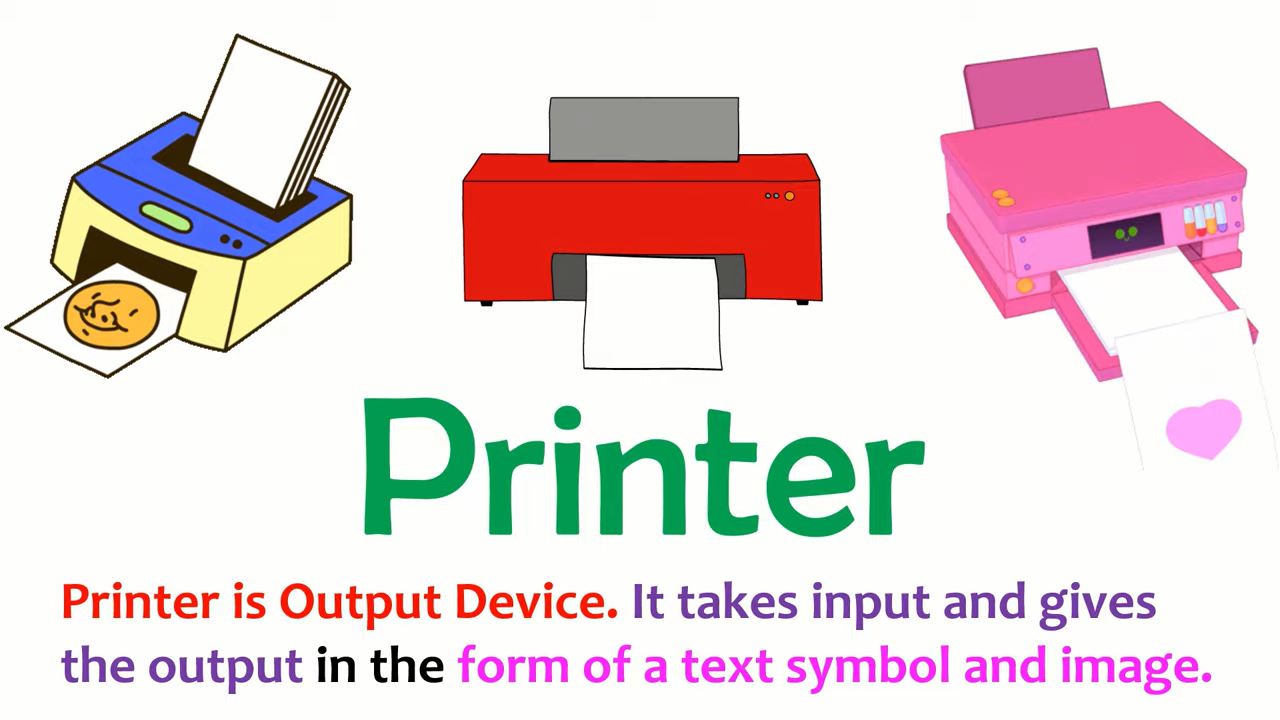 Printer
Printer is Output Device. It takes input and gives
the output in the form of a text symbol and image.